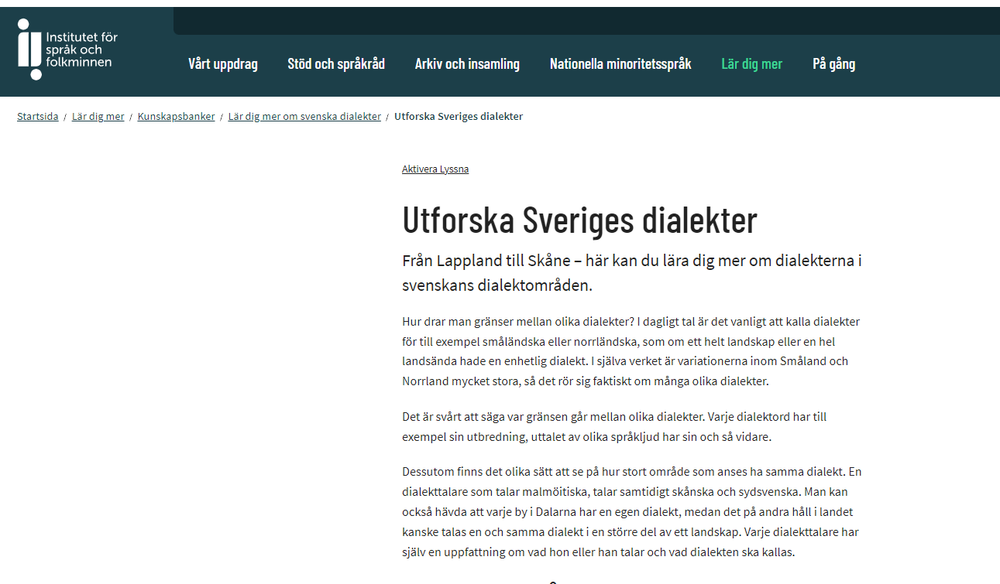 Institutet för
språk och
folkminnen
Vårt uppdrag Stöd och språkråd Arkiv och insamling Nationella minoritetsspråk Lär dig mer På gång
Startsida / Lär dig mer / Kunskapsbanker / Lär dig mer om svenska dialekter / Utforska Sveriges dialekter
Aktivera Lyssna
Utforska Sveriges dialekter
Från Lappland till Skåne – här kan du lära dig mer om dialekterna i
svenskans dialektområden.
Hur drar man gränser mellan olika dialekter? I dagligt tal är det vanligt att kalla dialekter
för till exempel småländska eller norrländska, som om ett helt landskap eller en hel
landsända hade en enhetlig dialekt. I själva verket är variationerna inom Småland och
Norrland mycket stora, så det rör sig faktiskt om många olika dialekter.
Det är svårt att säga var gränsen går mellan olika dialekter. Varje dialektord har till
exempel sin utbredning, uttalet av olika språkljud har sin och så vidare.
Dessutom finns det olika sätt att se på hur stort område som anses ha samma dialekt. En
dialekttalare som talar malmöitiska, talar samtidigt skånska och sydsvenska. Man kan
också hävda att varje by i Dalarna har en egen dialekt, medan det på andra håll i landet
kanske talas en och samma dialekt i en större del av ett landskap. Varje dialekttalare har
själv en uppfattning om vad hon eller han talar och vad dialekten ska kallas.